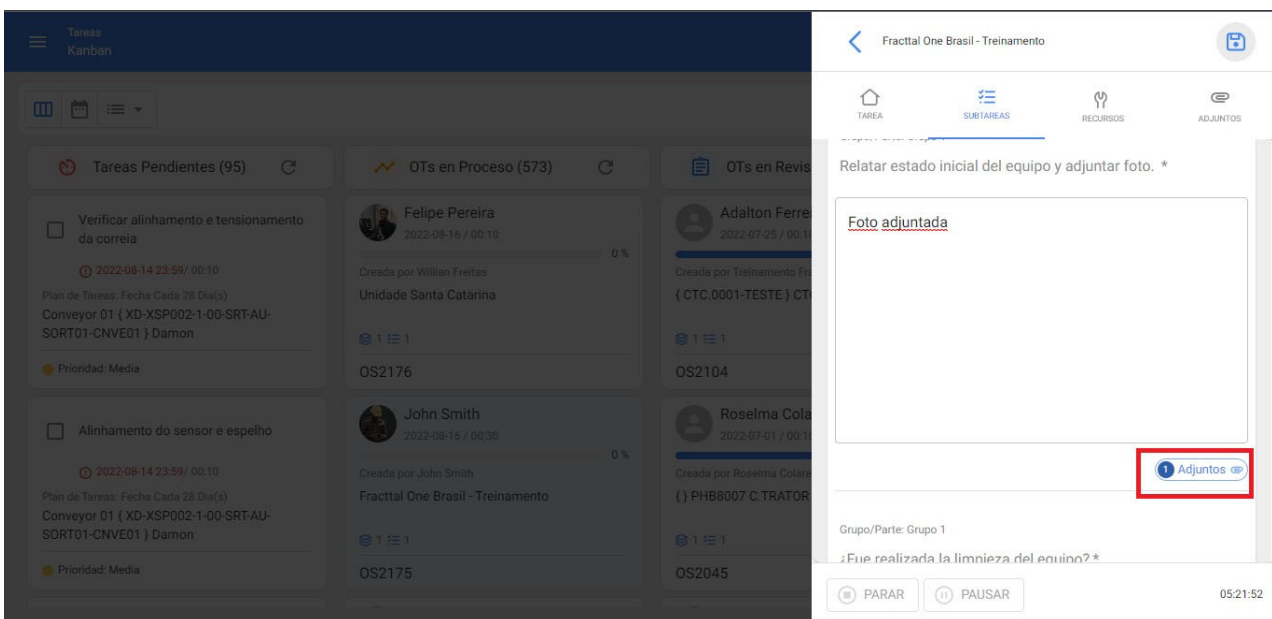 Tareas
Kanban
Tareas Pendientes (95)
Verificar alinhamento e tensionamento
da correia
2022-08-14 23:59/ 00:10
Plan de Tareas: Fecha Cada 28 Dia(s)
Conveyor 01 { XD-XSP002-1-00-SRT-AU-
SORT01-CNVE01 } Damon
Prioridad: Media
Alinhamento do sensor e espelho
2022-08-14 23:59/ 00:10
Plan de Tareas: Fecha Cada 28 Dia(s)
Conveyor 01 { XD-XSP002-1-00-SRT-AU-
SORT01-CNVE01 } Damon
Prioridad: Media
OTs en Proceso (573)
Felipe Pereira
2022-08-16 / 00:10
0 %
Creada por Willian Freitas
Unidade Santa Catarina
1 1
OS2176
John Smith
2022-08-16 / 00:30
0 %
Creada por John Smith
Fracttal One Brasil - Treinamento
1 1
OS2175
OTs en Revis
Adalton Ferre
2022-07-25 / 00:10
Creada por Treinamento Fra
{ CTC.0001-TESTE } CT
1 1
OS2104
Roselma Cola
2022-07-01 / 00:1
Creada por Roselma Colare
{ } PHB8007 C.TRATOR
1 1
OS2045
Fracttal One Brasil - Treinamento
TAREA
SUBTAREAS
RECURSOS
ADJUNTOS
Relatar estado inicial del equipo y adjuntar foto. *
Foto adjuntada
1 Adjuntos
Grupo/Parte: Grupo 1
¿Fue realizada la limpieza del equipo? *
PARAR
PAUSAR
05:21:52